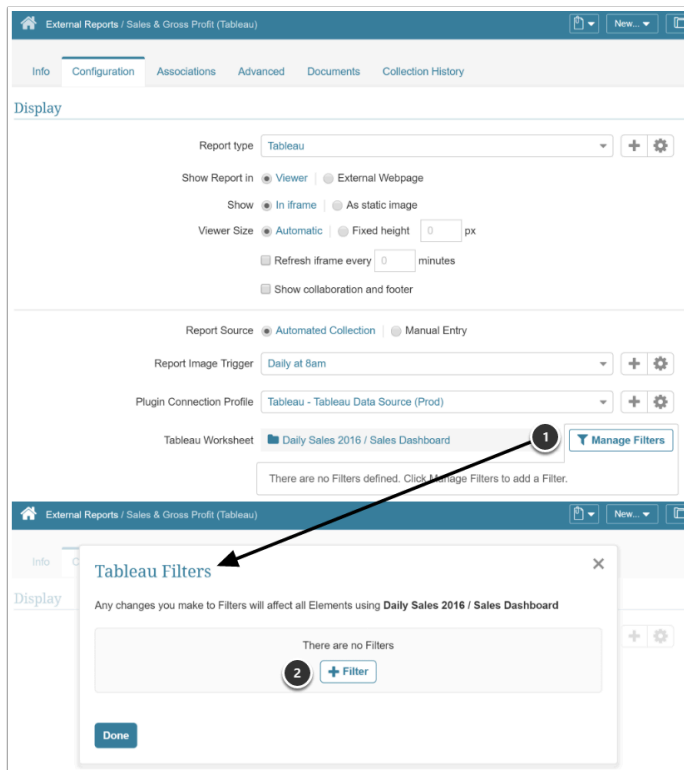 External Reports / Sales & Gross Profit (Tableau) New...
Info Configuration Associations Advanced Documents Collection History
Display
Report type Tableau
Show Report in Viewer External Webpage
Show In iframe As static image
Viewer Size Automatic Fixed height 0 px
Refresh iframe every 0 minutes
Show collaboration and footer
Report Source Automated Collection Manual Entry
Report Image Trigger Daily at 8am
Plugin Connection Profile Tableau - Tableau Data Source (Prod)
Tableau Worksheet Daily Sales 2016 / Sales Dashboard 1 Manage Filters
There are no Filters defined. Click Manage Filters to add a Filter.
External Reports / Sales & Gross Profit (Tableau) New...
Info C
Tableau Filters
Display
Any changes you make to Filters will affect all Elements using Daily Sales 2016 / Sales Dashboard
There are no Filters
2 + Filter
Done